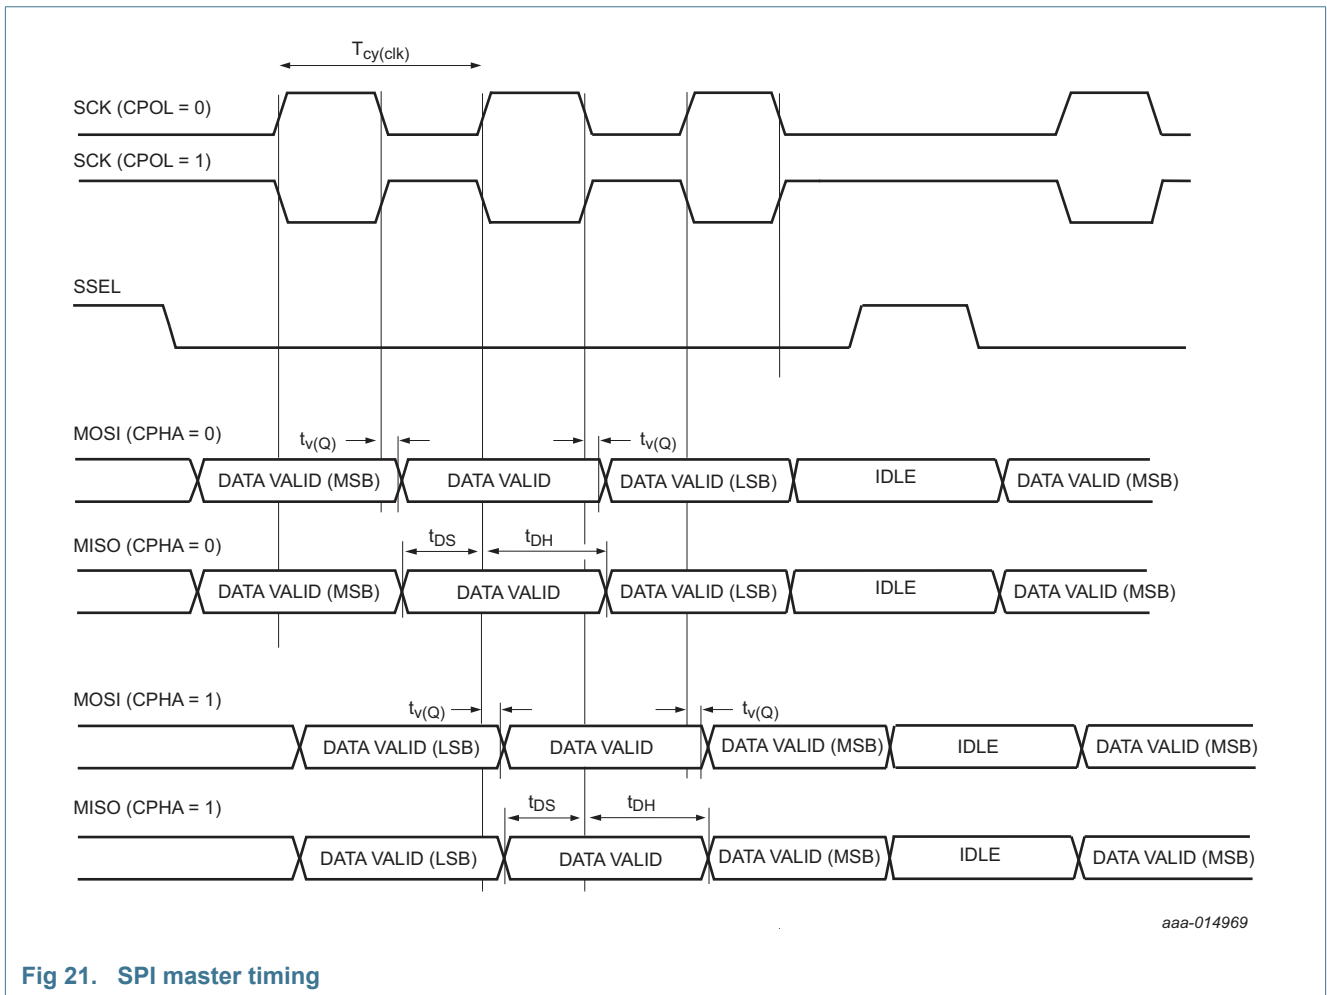 Tcy(clk)
SCK (CPOL = 0)
SCK (CPOL = 1)
SSEL
MOSI (CPHA = 0)
tv(Q) tv(Q)
DATA VALID (MSB) DATA VALID DATA VALID (LSB) IDLE DATA VALID (MSB)
MISO (CPHA = 0)
tDS tDH
DATA VALID (MSB) DATA VALID DATA VALID (LSB) IDLE DATA VALID (MSB)
MOSI (CPHA = 1)
tv(Q) tv(Q)
DATA VALID (LSB) DATA VALID DATA VALID (MSB) IDLE DATA VALID (MSB)
MISO (CPHA = 1)
tDS tDH
DATA VALID (LSB) DATA VALID DATA VALID (MSB) IDLE DATA VALID (MSB)
aaa-014969
Fig 21. SPI master timing